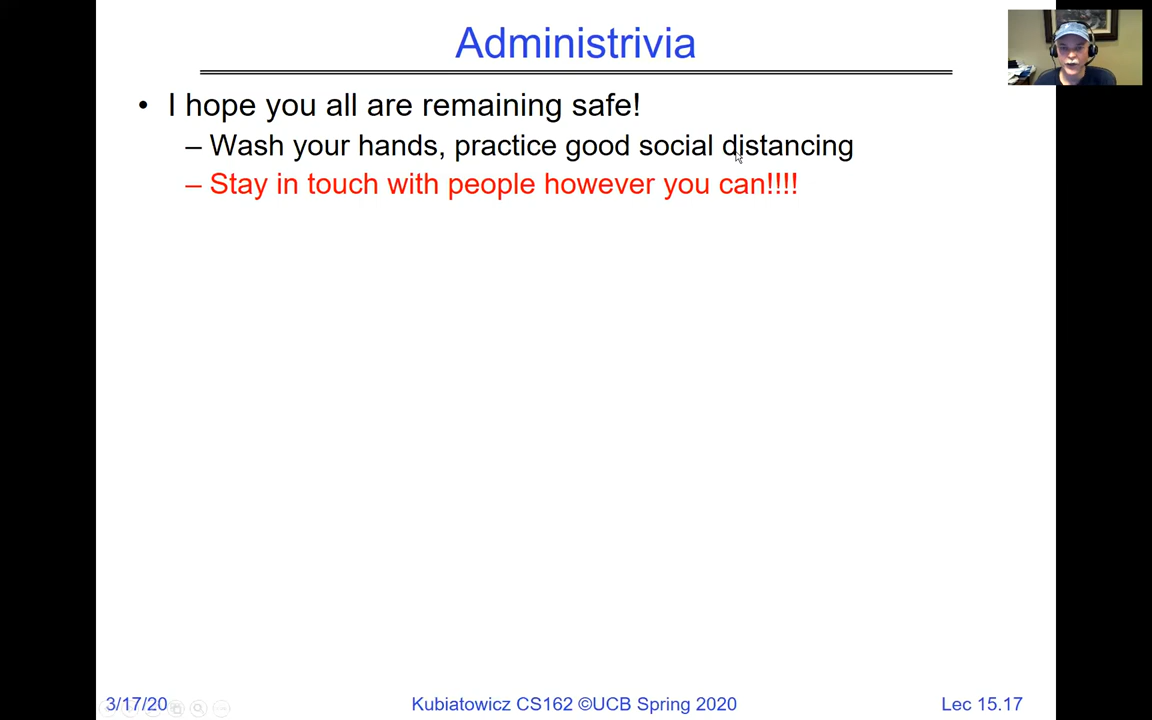 Administrivia
• I hope you all are remaining safe!
– Wash your hands, practice good social distancing
– Stay in touch with people however you can!!!!
3/17/20
Kubiatowicz CS162 ©UCB Spring 2020
Lec 15.17